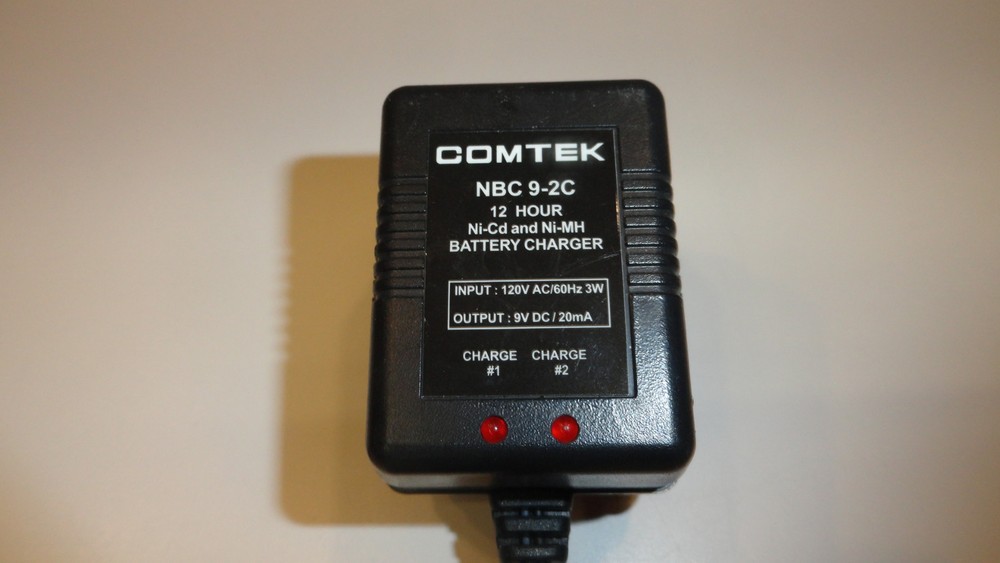 COMTEK
NBC 9-2C
12 HOUR
Ni-Cd and Ni-MH
BATTERY CHARGER
INPUT : 120V AC/60Hz 3W
OUTPUT : 9V DC / 20mA
CHARGE CHARGE
#1 #2